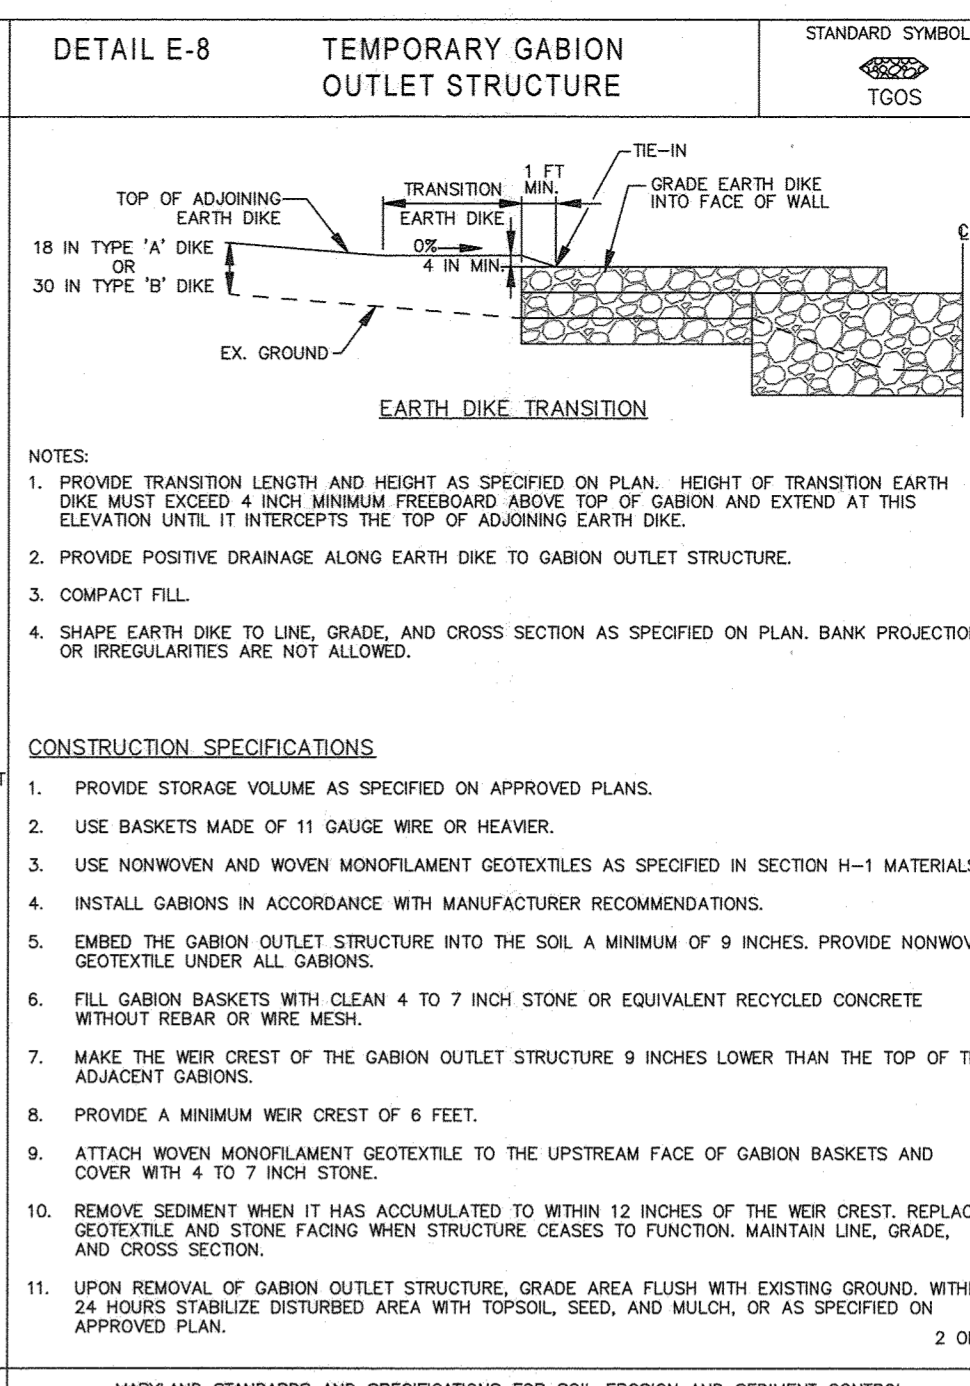 DETAIL E-8
TEMPORARY GABION
OUTLET STRUCTURE
STANDARD SYMBOL
TGOS
TIE-IN
1 FT
MIN.
TRANSITION
EARTH DIKE
GRADE EARTH DIKE
INTO FACE OF WALL
TOP OF ADJOINING
EARTH DIKE
18 IN TYPE 'A' DIKE
OR
30 IN TYPE 'B' DIKE
0%
4 IN MIN.
℄
EX. GROUND
EARTH DIKE TRANSITION
NOTES:
1. PROVIDE TRANSITION LENGTH AND HEIGHT AS SPECIFIED ON PLAN. HEIGHT OF TRANSITION EARTH
DIKE MUST EXCEED 4 INCH MINIMUM FREEBOARD ABOVE TOP OF GABION AND EXTEND AT THIS
ELEVATION UNTIL IT INTERCEPTS THE TOP OF ADJOINING EARTH DIKE.
2. PROVIDE POSITIVE DRAINAGE ALONG EARTH DIKE TO GABION OUTLET STRUCTURE.
3. COMPACT FILL.
4. SHAPE EARTH DIKE TO LINE, GRADE, AND CROSS SECTION AS SPECIFIED ON PLAN. BANK
OR IRREGULARITIES ARE NOT ALLOWED.
CONSTRUCTION SPECIFICATIONS
1. PROVIDE STORAGE VOLUME AS SPECIFIED ON APPROVED PLANS.
2. USE BASKETS MADE OF 11 GAUGE WIRE OR HEAVIER.
3. USE NONWOVEN AND WOVEN MONOFILAMENT GEOTEXTILES AS SPECIFIED IN SECTION H-1 MATERIALS
4. INSTALL GABIONS IN ACCORDANCE WITH MANUFACTURER RECOMMENDATIONS.
5. EMBED THE GABION OUTLET STRUCTURE INTO THE SOIL A MINIMUM OF 9 INCHES. PROVIDE
GEOTEXTILE UNDER ALL GABIONS.
6. FILL GABION BASKETS WITH CLEAN 4 TO 7 INCH STONE OR EQUIVALENT RECYCLED CONCRETE
WITHOUT REBAR OR WIRE MESH.
7. MAKE THE WEIR CREST OF THE GABION OUTLET STRUCTURE 9 INCHES LOWER THAN THE TOP OF
ADJACENT GABIONS.
8. PROVIDE A MINIMUM WEIR CREST OF 6 FEET.
9. ATTACH WOVEN MONOFILAMENT GEOTEXTILE TO THE UPSTREAM FACE OF GABION BASKETS AND
COVER WITH 4 TO 7 INCH STONE.
10. REMOVE SEDIMENT WHEN IT HAS ACCUMULATED TO WITHIN 12 INCHES OF THE WEIR CREST.
GEOTEXTILE AND STONE FACING WHEN STRUCTURE CEASES TO FUNCTION. MAINTAIN LINE, GRADE,
AND CROSS SECTION.
11. UPON REMOVAL OF GABION OUTLET STRUCTURE, GRADE AREA FLUSH WITH EXISTING GROUND.
24 HOURS STABILIZE DISTURBED AREA WITH TOPSOIL, SEED, AND MULCH, OR AS SPECIFIED ON
APPROVED PLAN.
2